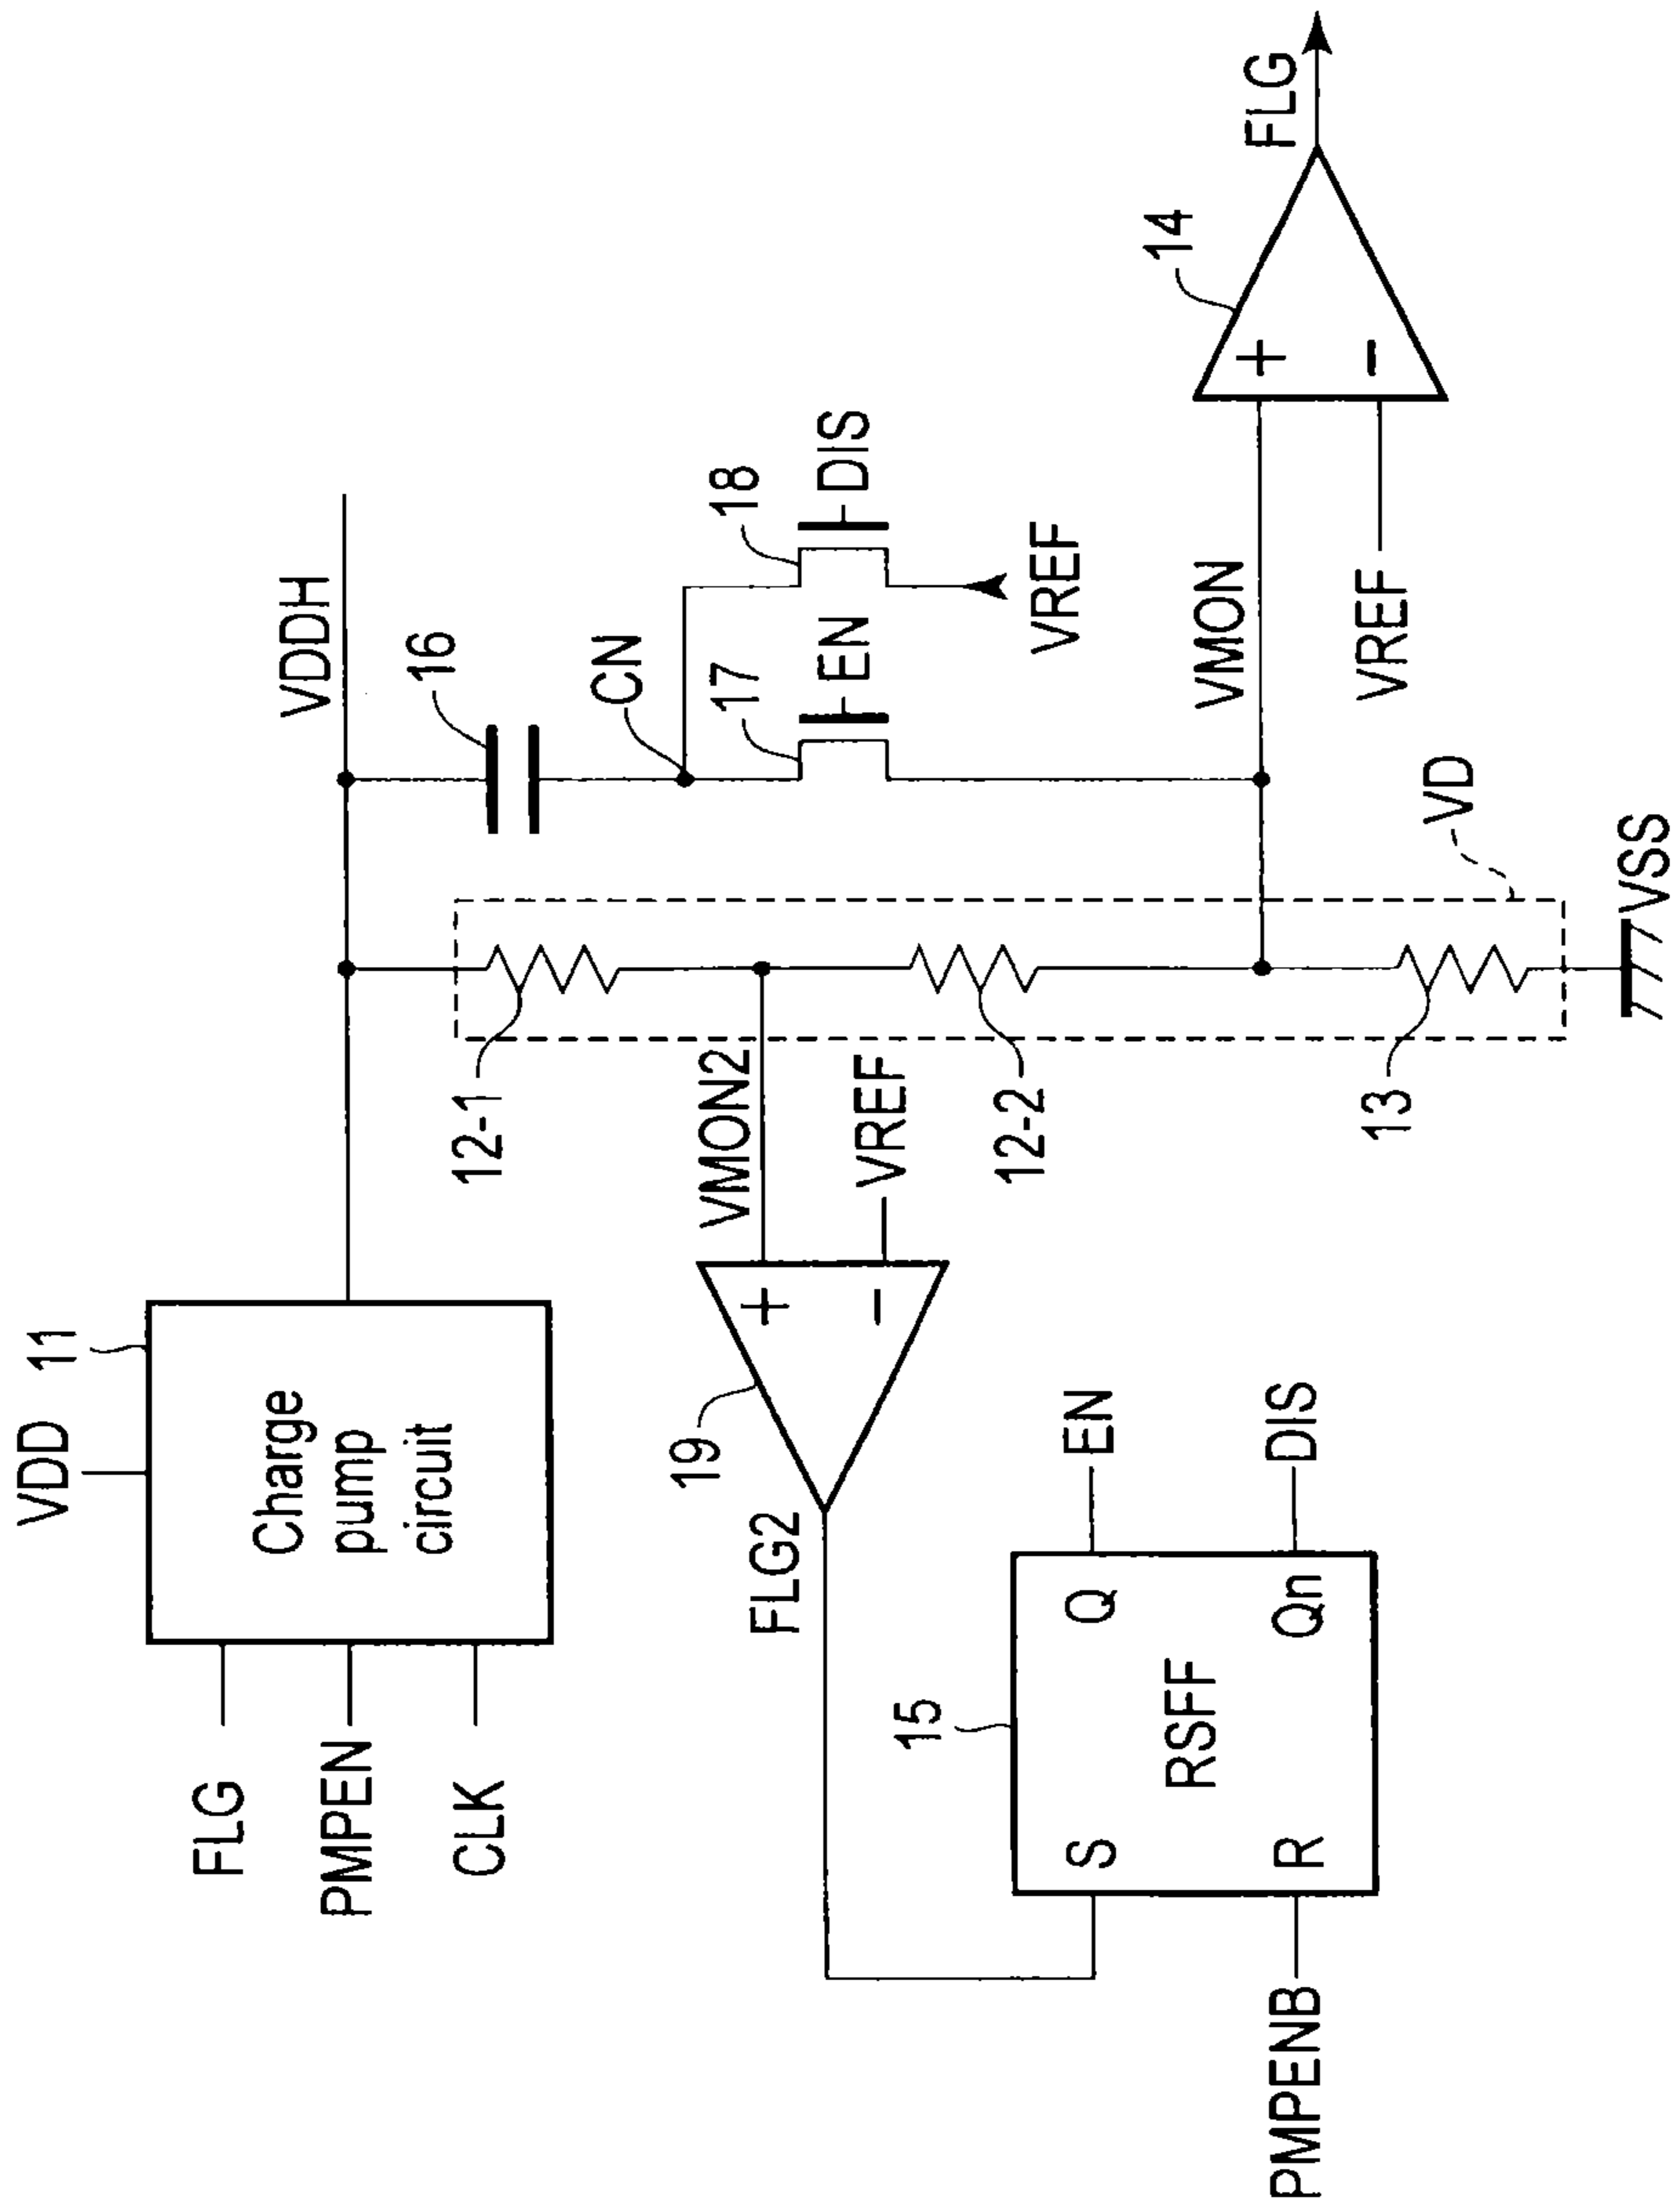 VDD
11
Charge
pump
circuit
FLG
PMPEN
CLK
VDDH
16
CN
17
EN
18
DIS
VREF
12-1
VMON2
VREF
19
FLG2
12-2
13
VD
VSS
VMON
VREF
+
−
14
FLG
+
−
15
RSFF
S
R
Q
Qn
EN
DIS
PMPENB